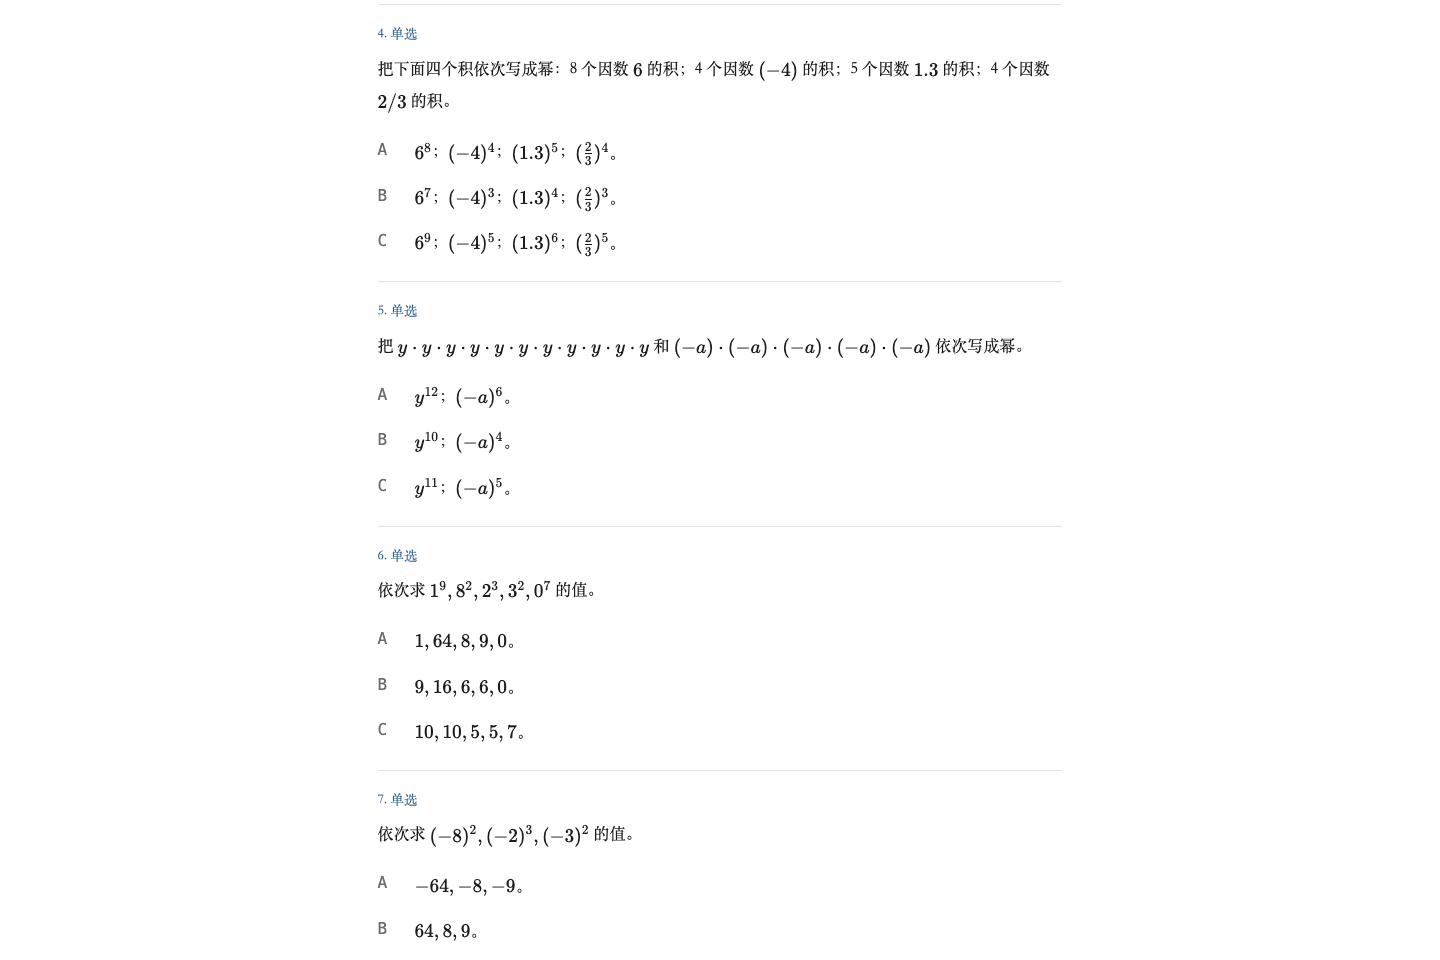 4. 单选
把下面四个积依次写成幂：8 个因数 6 的积；4 个因数 (−4) 的积；5 个因数 1.3 的积；4 个因数
2/3 的积。
A 6⁸；(−4)⁴；(1.3)⁵；(2/3)⁴。
B 6⁷；(−4)³；(1.3)⁴；(2/3)³。
C 6⁹；(−4)⁵；(1.3)⁶；(2/3)⁵。
5. 单选
把 y · y · y · y · y · y · y · y · y · y · y 和 (−a) · (−a) · (−a) · (−a) · (−a) 依次写成幂。
A y¹²；(−a)⁶。
B y¹⁰；(−a)⁴。
C y¹¹；(−a)⁵。
6. 单选
依次求 1⁹, 8², 2³, 3², 0⁷ 的值。
A 1, 64, 8, 9, 0。
B 9, 16, 6, 6, 0。
C 10, 10, 5, 5, 7。
7. 单选
依次求 (−8)², (−2)³, (−3)² 的值。
A −64, −8, −9。
B 64, 8, 9。